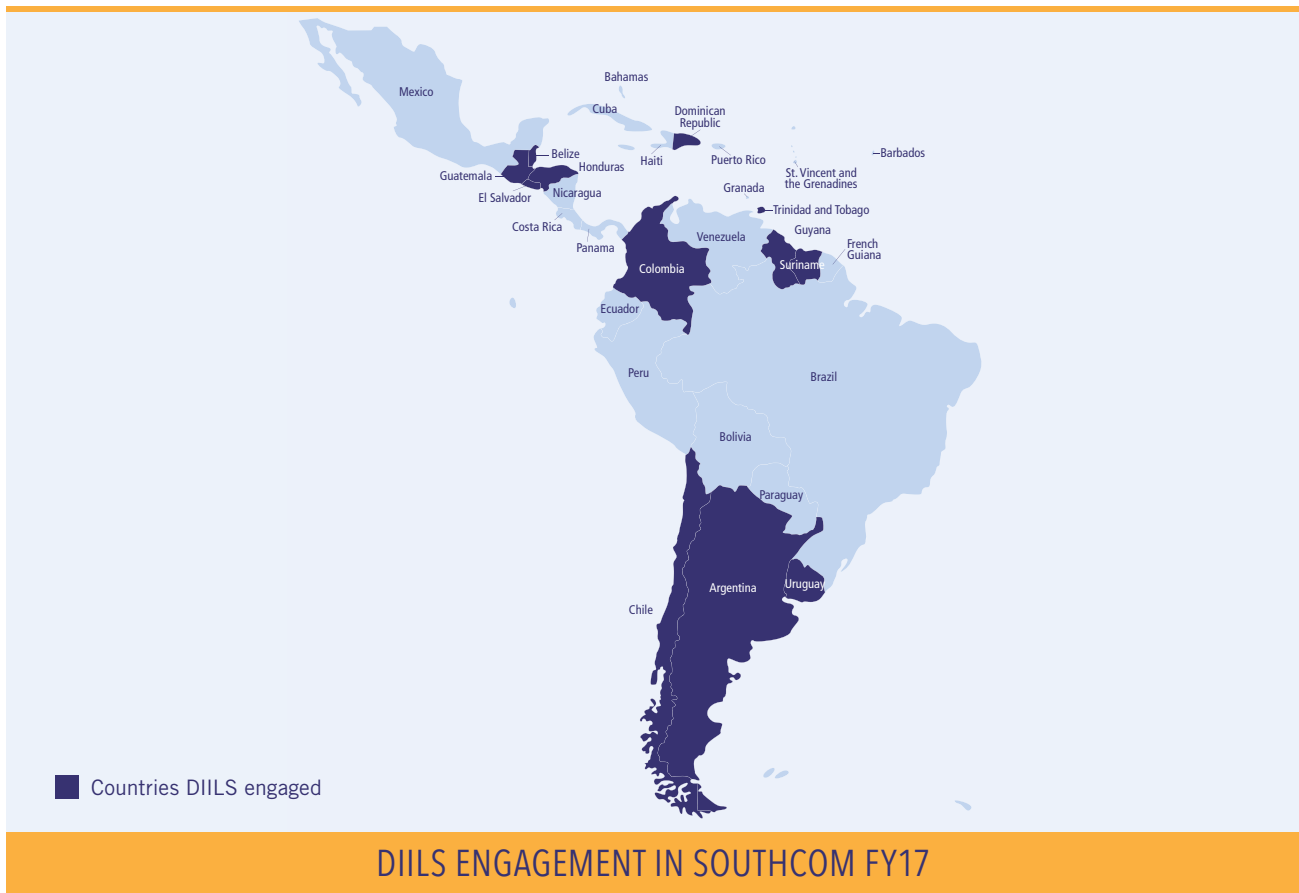 Bahamas
Mexico
Cuba
Dominican
Republic
Belize
Haiti
Puerto Rico
Barbados
Honduras
Guatemala
St. Vincent and
the Grenadines
El Salvador
Nicaragua
Granada
Trinidad and Tobago
Costa Rica
Guyana
Panama
Venezuela
French
Guiana
Colombia
Suriname
Ecuador
Peru
Brazil
Bolivia
Paraguay
Argentina
Uruguay
Chile
Countries DIILS engaged
DIILS ENGAGEMENT IN SOUTHCOM FY17